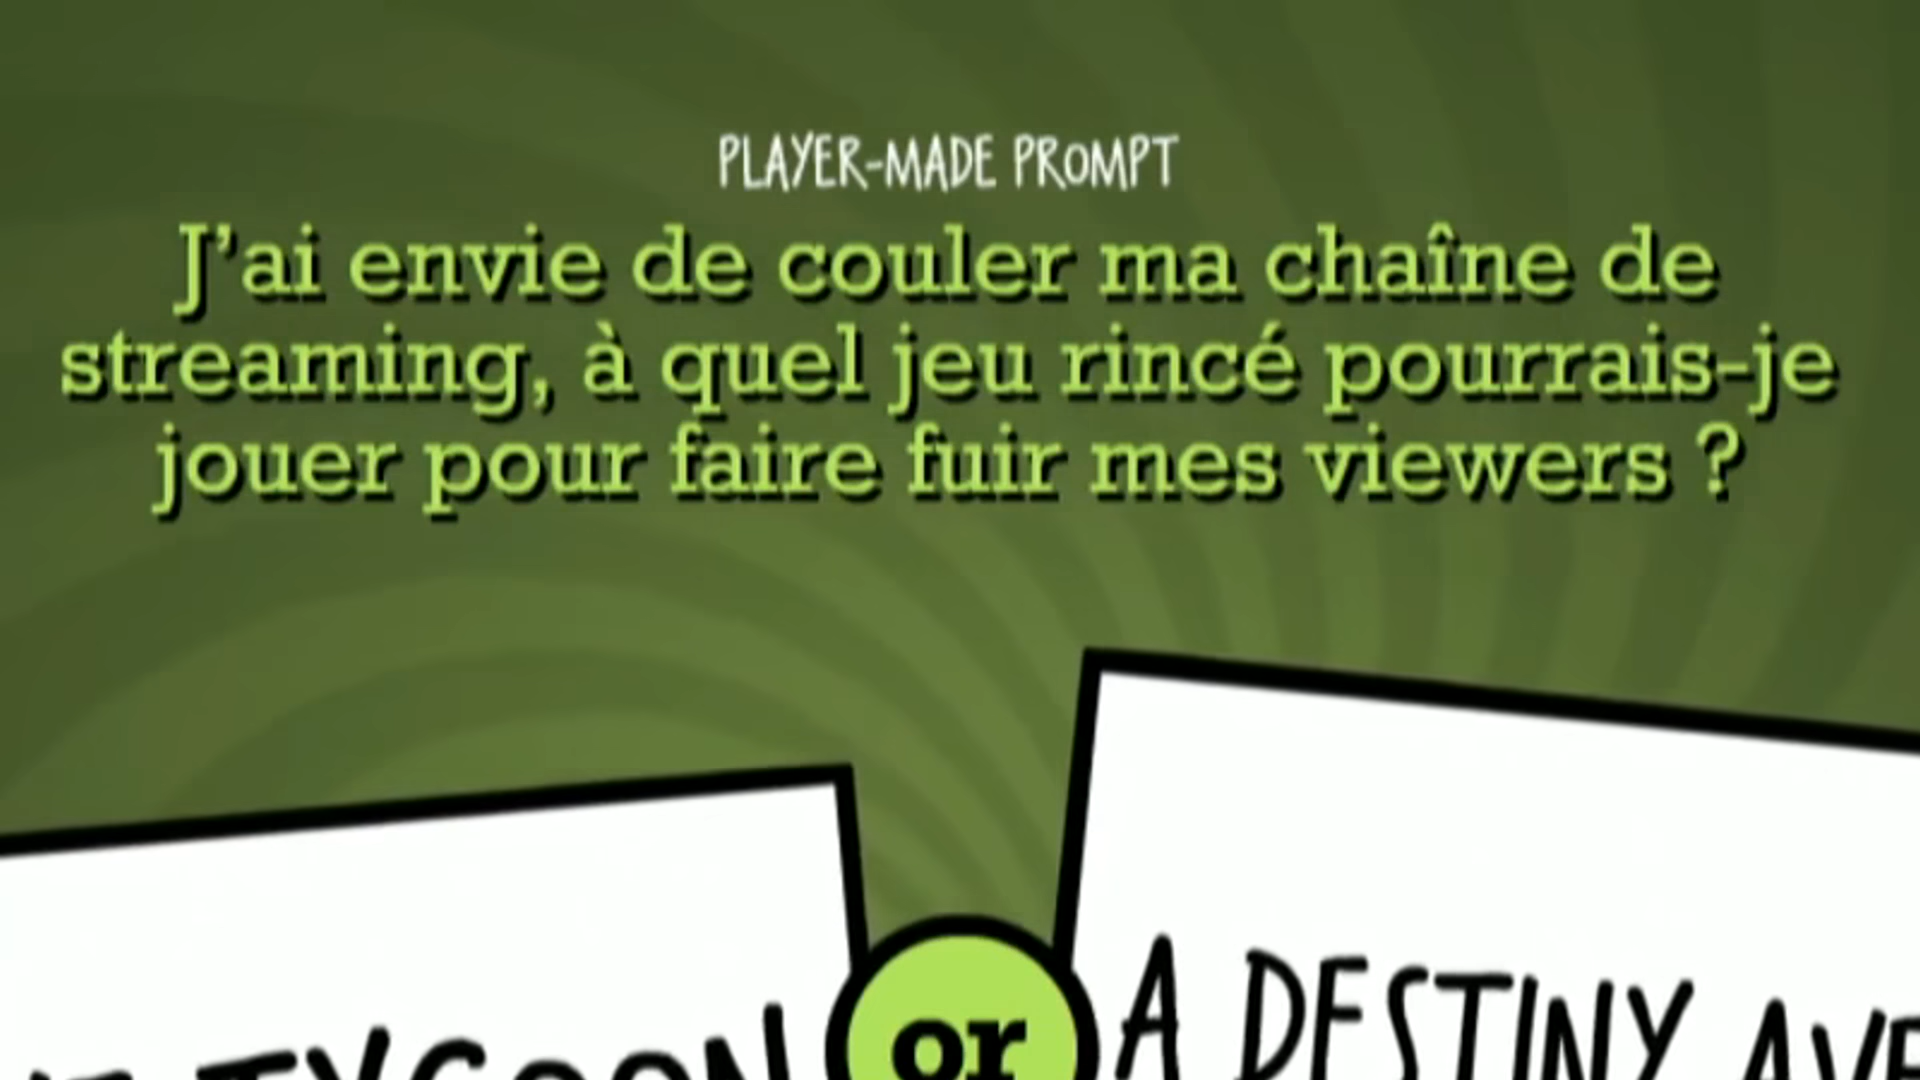 PLAYER-MADE PROMPT
J'ai envie de couler ma chaîne de
streaming, à quel jeu rincé pourrais-je
jouer pour faire fuir mes viewers ?
or
TYCOON
A DESTINY